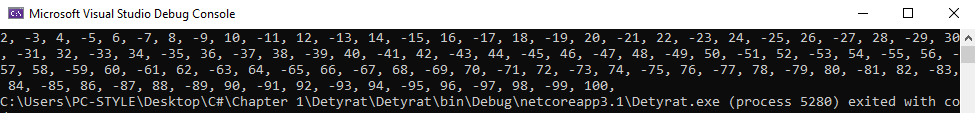 Microsoft Visual Studio Debug Console
2, -3, 4, -5, 6, -7, 8, -9, 10, -11, 12, -13, 14, -15, 16, -17, 18, -19, 20, -21, 22, -23, 24, -25, 26, -27, 28, -29, 30
, -31, 32, -33, 34, -35, 36, -37, 38, -39, 40, -41, 42, -43, 44, -45, 46, -47, 48, -49, 50, -51, 52, -53, 54, -55, 56, -
57, 58, -59, 60, -61, 62, -63, 64, -65, 66, -67, 68, -69, 70, -71, 72, -73, 74, -75, 76, -77, 78, -79, 80, -81, 82, -83,
84, -85, 86, -87, 88, -89, 90, -91, 92, -93, 94, -95, 96, -97, 98, -99, 100,
C:\Users\PC-STYLE\Desktop\C#\Chapter 1\Detyrat\Detyrat\bin\Debug\netcoreapp3.1\Detyrat.exe (process 5280) exited with co